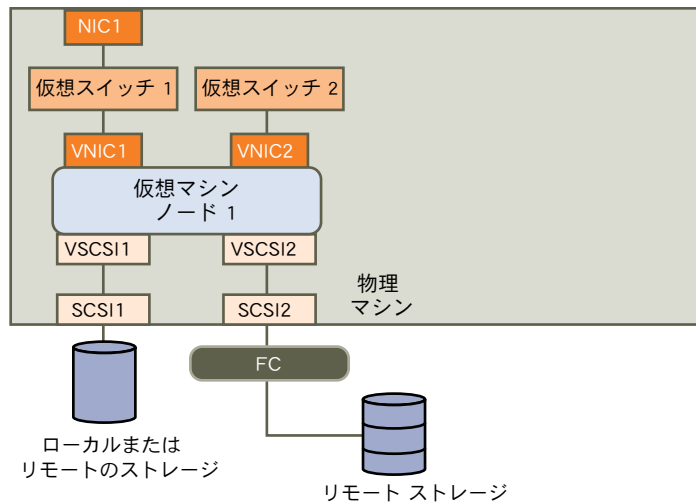 NIC1
仮想スイッチ 1
仮想スイッチ 2
VNIC1
VNIC2
仮想マシン
ノード 1
VSCSI1
VSCSI2
物理
マシン
SCSI1
SCSI2
FC
ローカルまたは
リモートのストレージ
リモート ストレージ